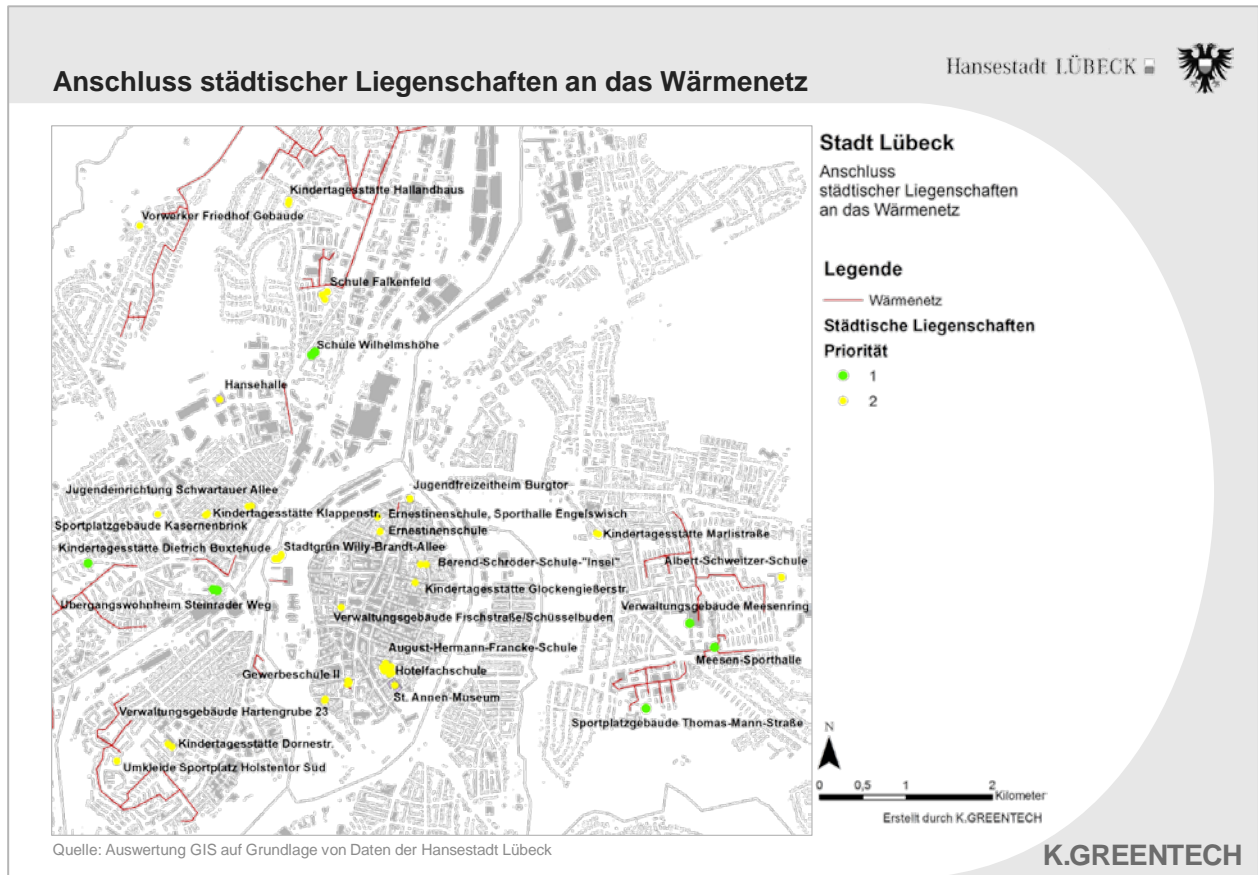 Anschluss städtischer Liegenschaften an das Wärmenetz
Hansestadt LÜBECK
Kindertagesstätte Hallandhaus
Vorwerker Friedhof Gebäude
Schule Falkenfeld
Schule Wilhelmshöhe
Hansehalle
Jugendfreizeitheim Burgtor
Jugendeinrichtung Schwartauer Allee
Kindertagesstätte Klappenstr.
Ernestinenschule, Sporthalle Engelswisch
Sportplatzgebäude Kasernenbrink
Ernestinenschule
Kindertagesstätte Marlistraße
Kindertagesstätte Dietrich Buxtehude
Stadtgrün Willy-Brandt-Allee
Berend-Schröder-Schule-"Insel"
Albert-Schweitzer-Schule
Kindertagesstätte Glockengießerstr.
Übergangswohnheim Steinrader Weg
Verwaltungsgebäude Meesenring
Verwaltungsgebäude Fischstraße/Schüsselbuden
August-Hermann-Francke-Schule
Meesen-Sporthalle
Gewerbeschule II
Hotelfachschule
St. Annen-Museum
Verwaltungsgebäude Hartengrube 23
Sportplatzgebäude Thomas-Mann-Straße
Kindertagesstätte Dornestr.
Umkleide Sportplatz Holstentor Süd
Stadt Lübeck
Anschluss
städtischer Liegenschaften
an das Wärmenetz
Legende
Wärmenetz
Städtische Liegenschaften
Priorität
1
2
N
0 0,5 1 2
Kilometer
Erstellt durch K.GREENTECH
Quelle: Auswertung GIS auf Grundlage von Daten der Hansestadt Lübeck
K.GREENTECH